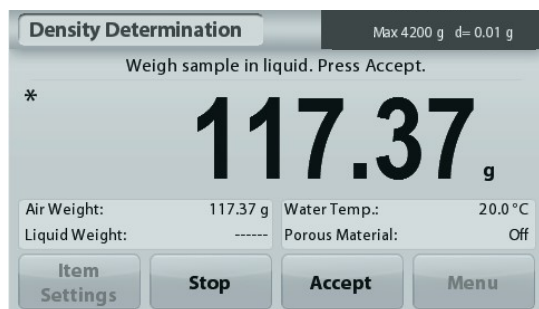 Density Determination
Max 4200 g d= 0.01 g
Weigh sample in liquid. Press Accept.
*
117.37 g
Air Weight: 117.37 g Water Temp.: 20.0°C
Liquid Weight: ------ Porous Material: Off
Item Settings
Stop
Accept
Menu